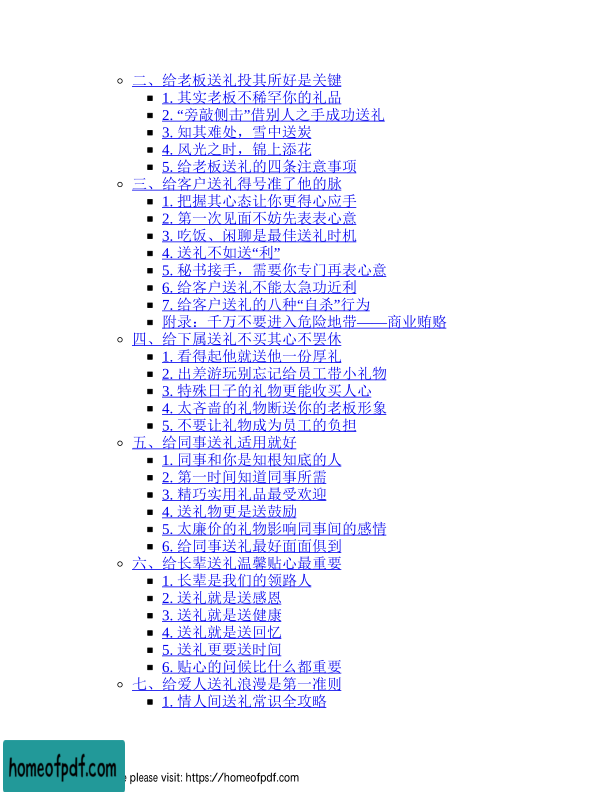 二、给老板送礼投其所好是关键
1. 其实老板不稀罕你的礼品
2. “旁敲侧击”借别人之手成功送礼
3. 知其难处，雪中送炭
4. 风光之时，锦上添花
5. 给老板送礼的四条注意事项
三、给客户送礼得号准了他的脉
1. 把握其心态让你更得心应手
2. 第一次见面不妨先表表心意
3. 吃饭、闲聊是最佳送礼时机
4. 送礼不如送“利”
5. 秘书接手，需要你专门再表心意
6. 给客户送礼不能太急功近利
7. 给客户送礼的八种“自杀”行为
附录：千万不要进入危险地带——商业贿赂
四、给下属送礼不买其心不罢休
1. 看得起他就送他一份厚礼
2. 出差游玩别忘记给员工带小礼物
3. 特殊日子的礼物更能收买人心
4. 太吝啬的礼物断送你的老板形象
5. 不要让礼物成为员工的负担
五、给同事送礼适用就好
1. 同事和你是知根知底的人
2. 第一时间知道同事所需
3. 精巧实用礼品最受欢迎
4. 送礼物更是送鼓励
5. 太廉价的礼物影响同事间的感情
6. 给同事送礼最好面面俱到
六、给长辈送礼温馨贴心最重要
1. 长辈是我们的领路人
2. 送礼就是送感恩
3. 送礼就是送健康
4. 送礼就是送回忆
5. 送礼更要送时间
6. 贴心的问候比什么都重要
七、给爱人送礼浪漫是第一准则
1. 情人间送礼常识全攻略
homeofpdf.com
please visit: https://homeofpdf.com